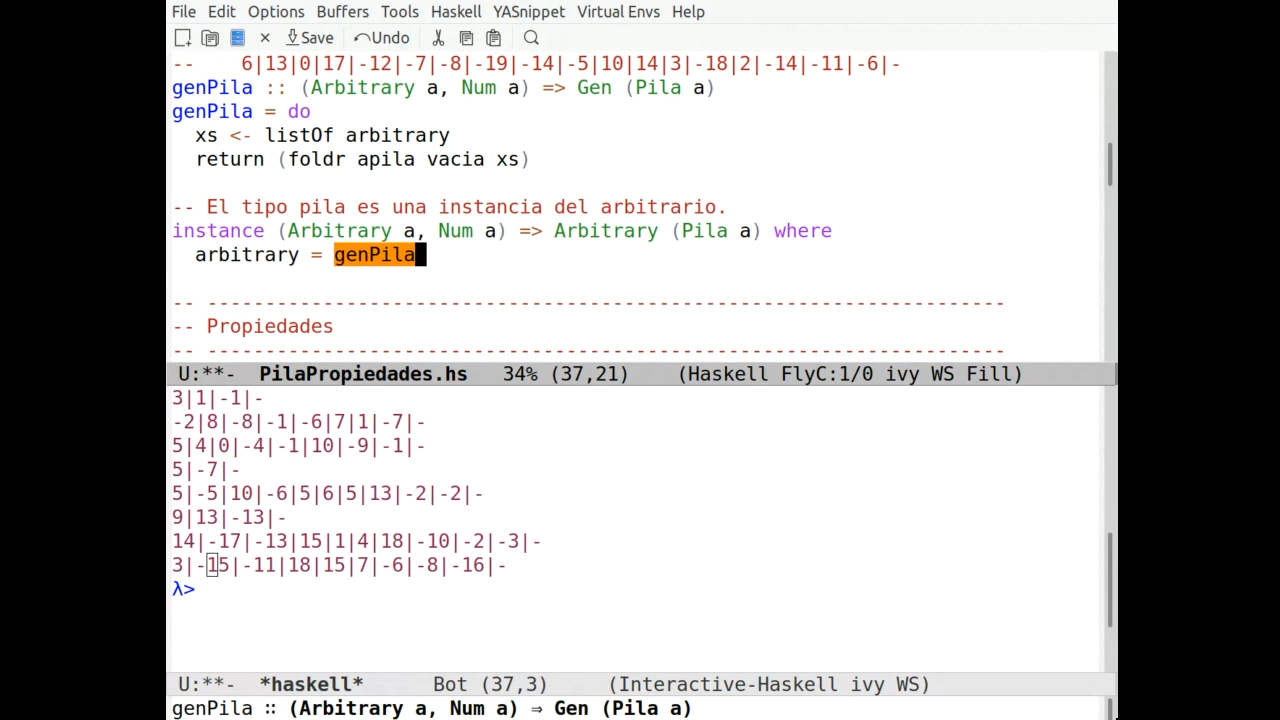 File Edit Options Buffers Tools Haskell YASnippet Virtual Envs Help
Save Undo
--    6|13|0|17|-12|-7|-8|-19|-14|-5|10|14|3|-18|2|-14|-11|-6|-
genPila :: (Arbitrary a, Num a) => Gen (Pila a)
genPila = do
  xs <- listOf arbitrary
  return (foldr apila vacia xs)
-- El tipo pila es una instancia del arbitrario.
instance (Arbitrary a, Num a) => Arbitrary (Pila a) where
  arbitrary = genPila
-- ---------------------------------------------------------------------
-- Propiedades
-- ---------------------------------------------------------------------
U:**-  PilaPropiedades.hs   34% (37,21)    (Haskell FlyC:1/0 ivy WS Fill)
3|1|-1|-
-2|8|-8|-1|-6|7|1|-7|-
5|4|0|-4|-1|10|-9|-1|-
5|-7|-
5|-5|10|-6|5|6|5|13|-2|-2|-
9|13|-13|-
14|-17|-13|15|1|4|18|-10|-2|-3|-
3|-15|-11|18|15|7|-6|-8|-16|-
λ>
U:**-  *haskell*      Bot (37,3)     (Interactive-Haskell ivy WS)
genPila ∷ (Arbitrary a, Num a) ⇒ Gen (Pila a)